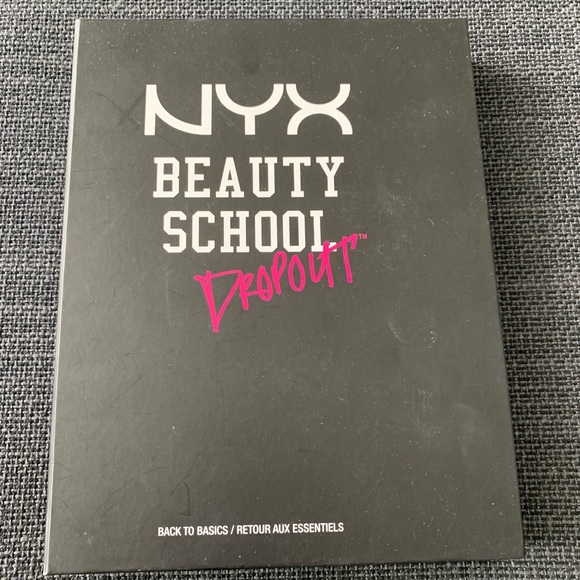 NYX
BEAUTY
SCHOOL
DROPOUT™
BACK TO BASICS / RETOUR AUX ESSENTIELS